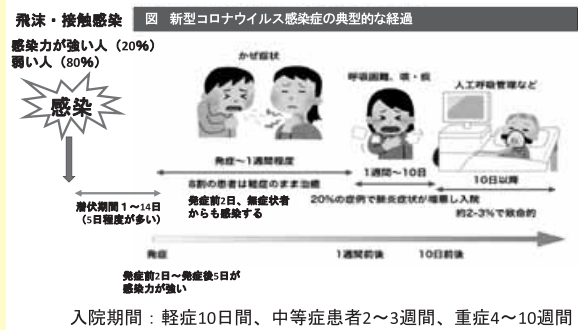 飛沫・接触感染
図 新型コロナウイルス感染症の典型的な経過
感染力が強い人（20%）
弱い人（80%）
感染
かぜ症状
呼吸困難、咳・痰
人工呼吸管理など
発症～1週間程度
1週間～10日
10日以降
8割の患者は軽症のまま治癒
20%の症例で肺炎症状が増悪し入院
約2-3%で致命的
潜伏期間１～14日
（5日程度が多い）
発症前2日、無症状者
からも感染する
発症
1週間前後
10日前後
発症前2日～発症後5日が
感染力が強い
入院期間：軽症10日間、中等症患者2～3週間、重症4～10週間